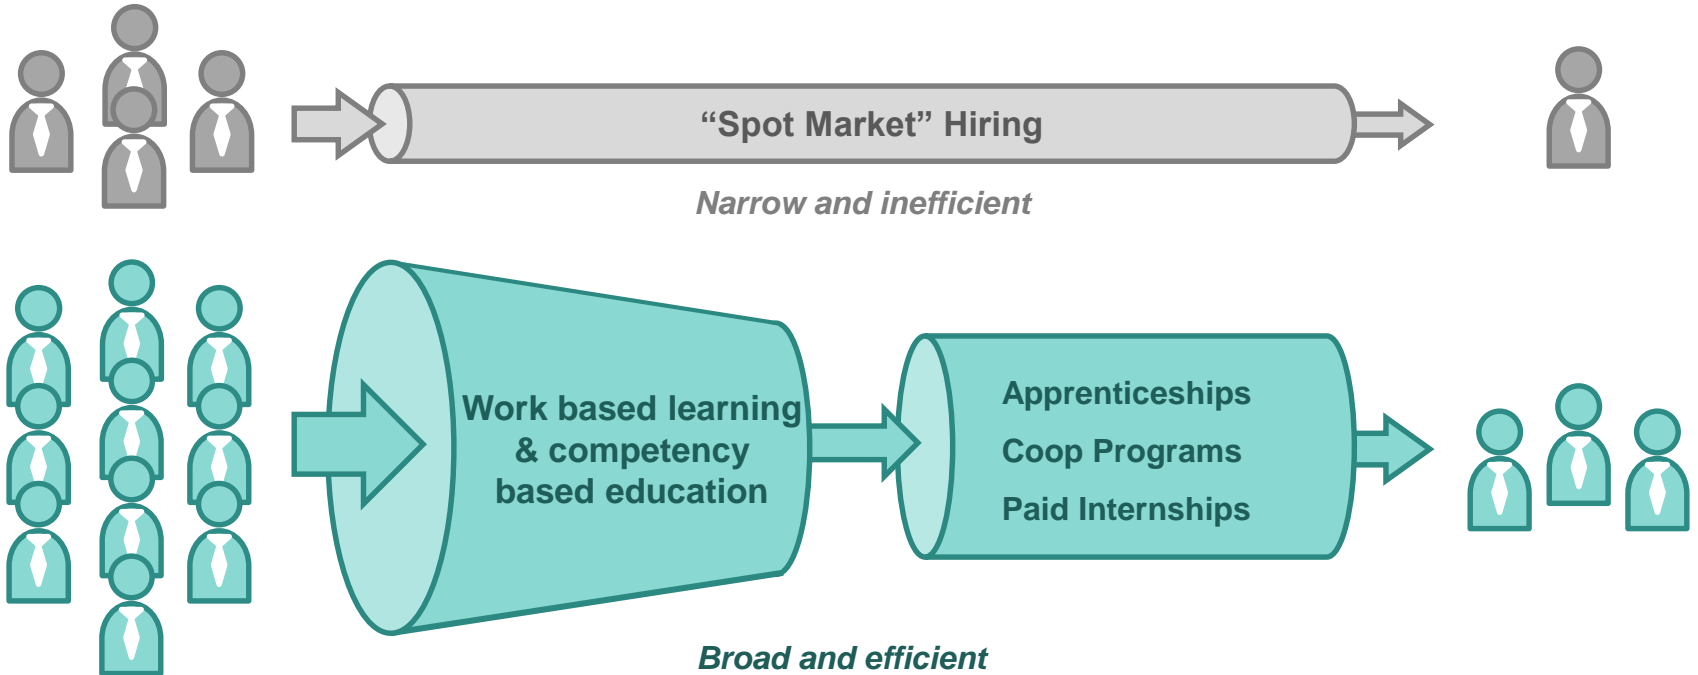 “Spot Market” Hiring
Narrow and inefficient
Work based learning
& competency
based education
Apprenticeships
Coop Programs
Paid Internships
Broad and efficient